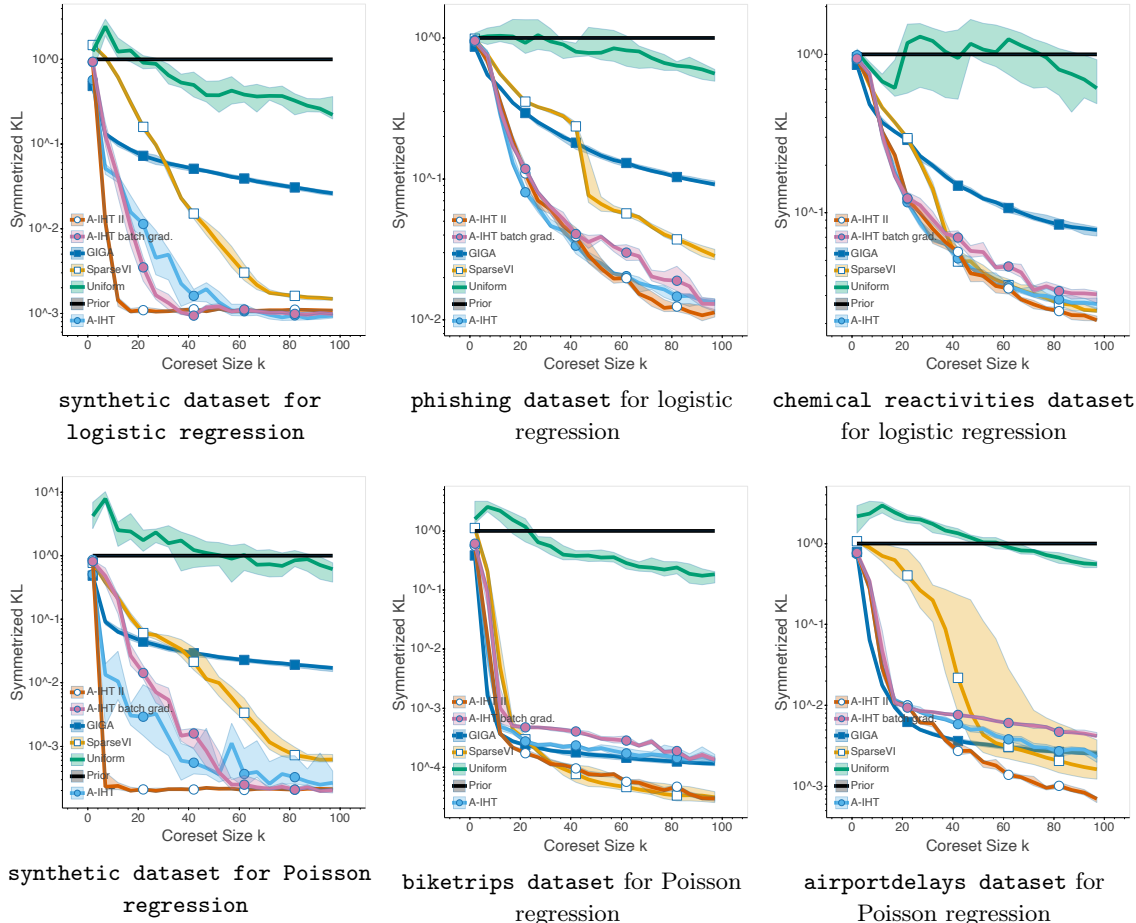 Symmetrized KL
10^0
10^-1
10^-2
10^-3
A-IHT II
A-IHT batch grad.
GIGA
SparseVI
Uniform
Prior
A-IHT
0 20 40 60 80 100
Coreset Size k
synthetic dataset for
logistic regression
Symmetrized KL
10^0
10^-1
10^-2
A-IHT II
A-IHT batch grad.
GIGA
SparseVI
Uniform
Prior
A-IHT
0 20 40 60 80 100
Coreset Size k
phishing dataset for logistic
regression
Symmetrized KL
10^0
10^-1
A-IHT II
A-IHT batch grad.
GIGA
SparseVI
Uniform
Prior
A-IHT
0 20 40 60 80 100
Coreset Size k
chemical reactivities dataset
for logistic regression
Symmetrized KL
10^1
10^0
10^-1
10^-2
10^-3
A-IHT II
A-IHT batch grad.
GIGA
SparseVI
Uniform
Prior
A-IHT
0 20 40 60 80 100
Coreset Size k
synthetic dataset for Poisson
regression
Symmetrized KL
10^0
10^-1
10^-2
10^-3
10^-4
A-IHT II
A-IHT batch grad.
GIGA
SparseVI
Uniform
Prior
A-IHT
0 20 40 60 80 100
Coreset Size k
biketrips dataset for Poisson
regression
Symmetrized KL
10^0
10^-1
10^-2
10^-3
A-IHT II
A-IHT batch grad.
GIGA
SparseVI
Uniform
Prior
A-IHT
0 20 40 60 80 100
Coreset Size k
airportdelays dataset for
Poisson regression